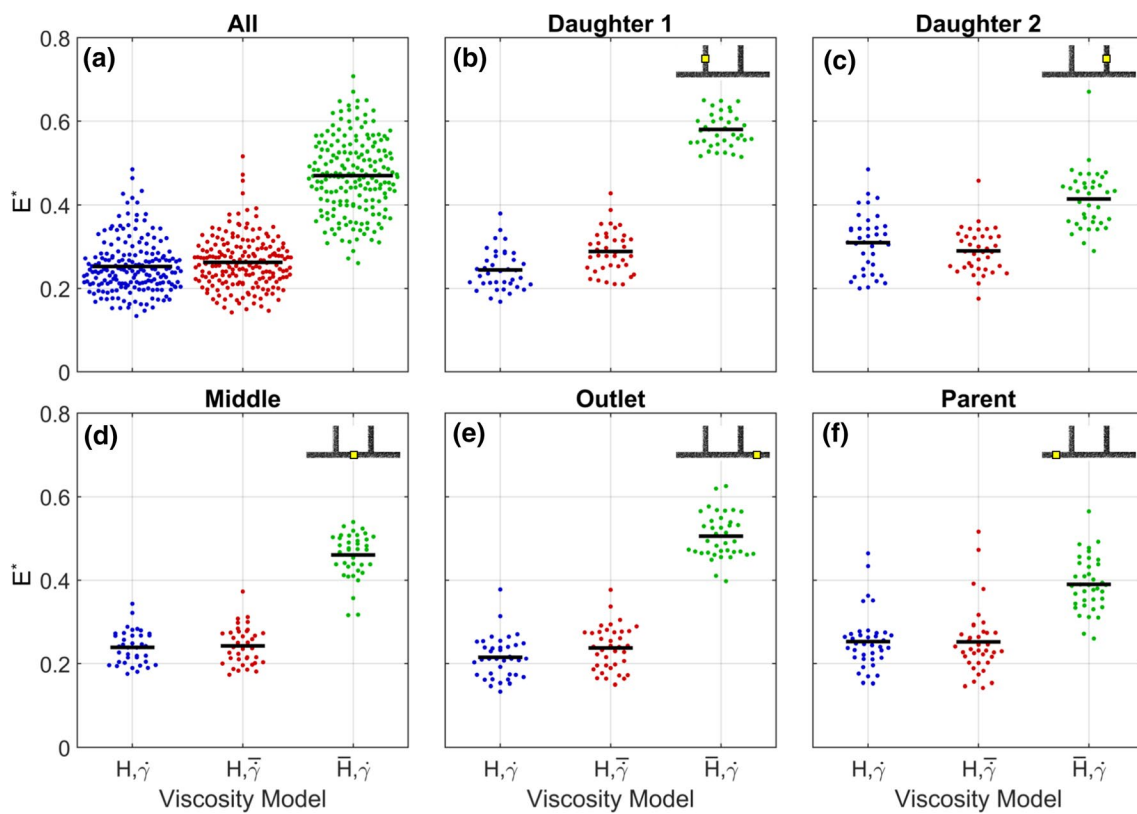 All
Daughter 1
Daughter 2
(a)
(b)
(c)
0.8
0.6
0.4
0.2
0
E*
Middle
Outlet
Parent
(d)
(e)
(f)
0.8
0.6
0.4
0.2
0
E*
H,γ̇ H,γ̇̅ H̅,γ̇
H,γ̇ H,γ̇̅ H̅,γ̇
H,γ̇ H,γ̇̅ H̅,γ̇
Viscosity Model
Viscosity Model
Viscosity Model